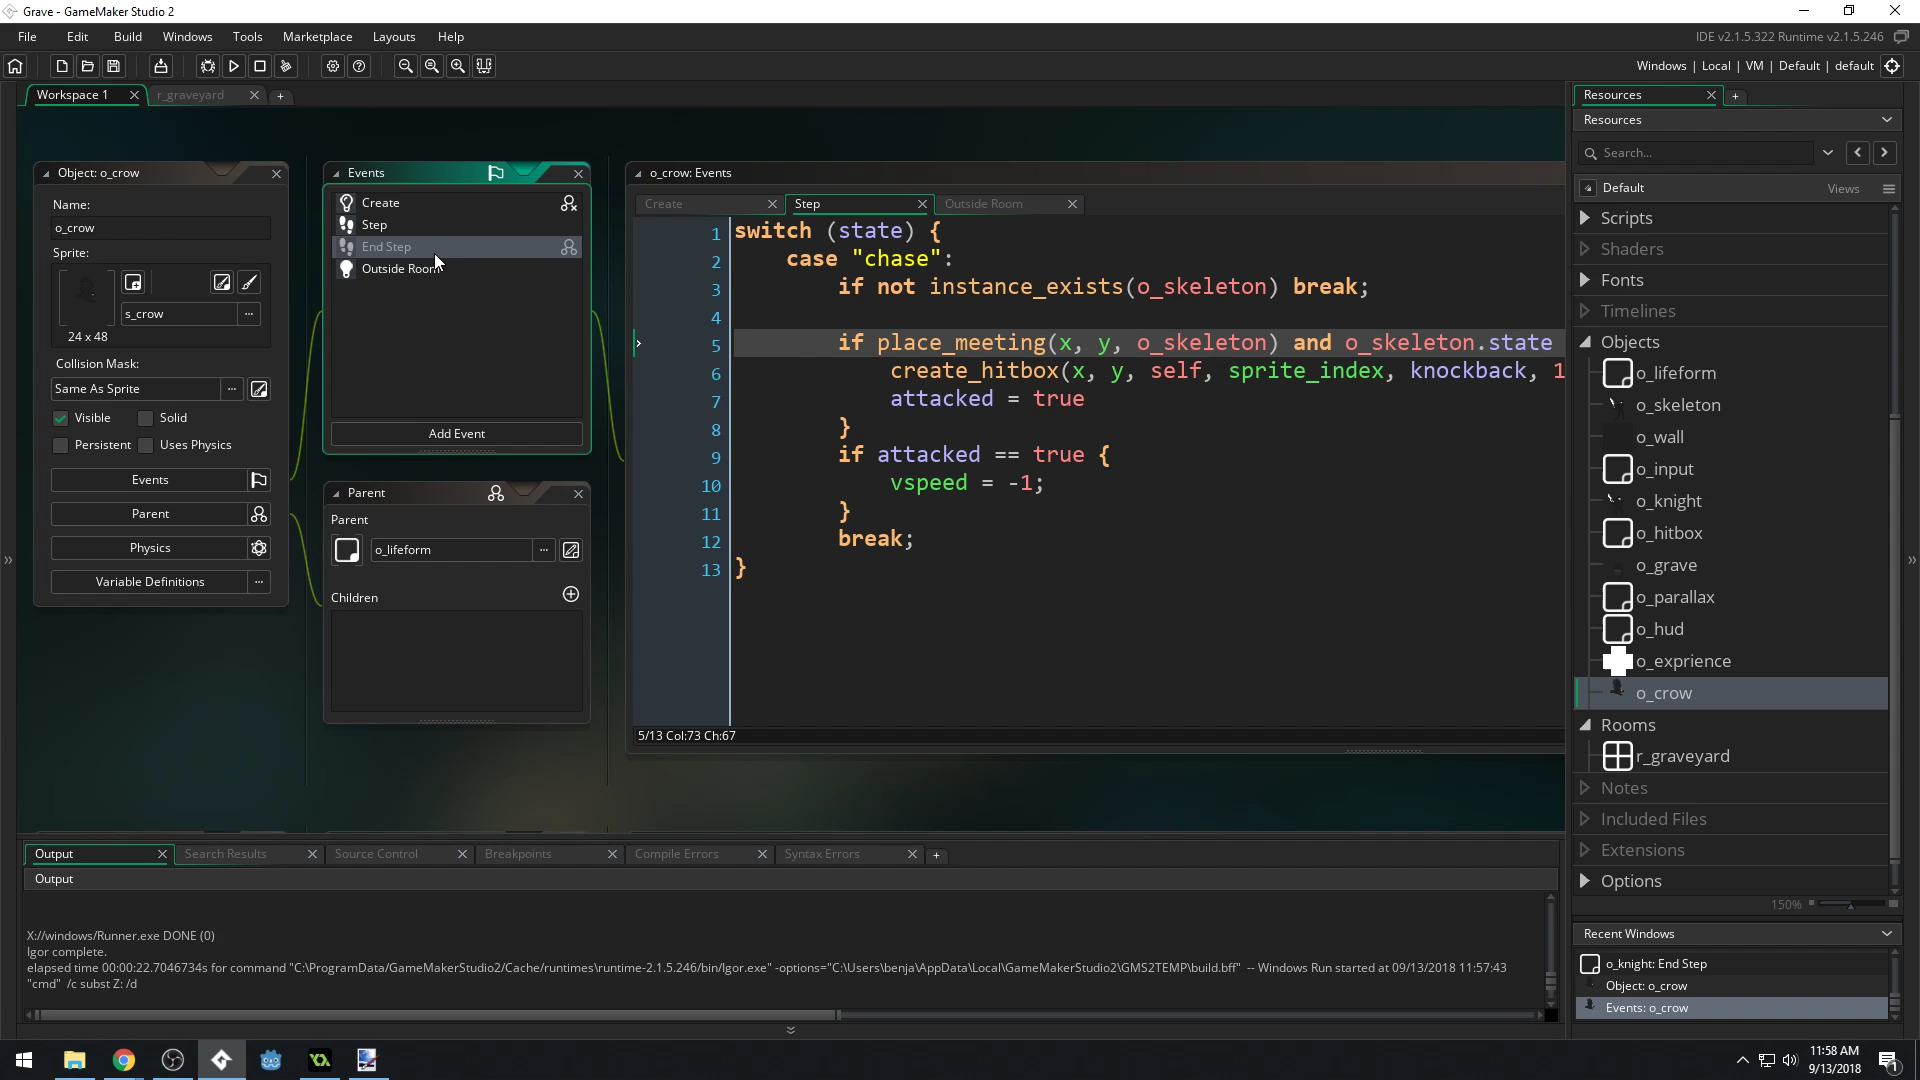 Grave - GameMaker Studio 2
File Edit Build Windows Tools Marketplace Layouts Help
IDE v2.1.5.322 Runtime v2.1.5.246
Windows | Local | VM | Default | default
Workspace 1
r_graveyard
Object: o_crow
Name:
o_crow
Sprite:
s_crow
24 x 48
Collision Mask:
Same As Sprite
Visible
Solid
Persistent
Uses Physics
Events
Parent
Physics
Variable Definitions
Events
Create
Step
End Step
Outside Room
Add Event
Parent
Parent
o_lifeform
Children
o_crow: Events
Create
Step
Outside Room
1 switch (state) {
2 case "chase":
3 if not instance_exists(o_skeleton) break;
4
5 if place_meeting(x, y, o_skeleton) and o_skeleton.state
6 create_hitbox(x, y, self, sprite_index, knockback, 1
7 attacked = true
8 }
9 if attacked == true {
10 vspeed = -1;
11 }
12 break;
13 }
5/13 Col:73 Ch:67
Output
Search Results
Source Control
Breakpoints
Compile Errors
Syntax Errors
Output
X://windows/Runner.exe DONE (0)
Igor complete.
elapsed time 00:00:22.7046734s for command "C:\ProgramData/GameMakerStudio2/Cache/runtimes\runtime-2.1.5.246/bin/Igor.exe" -options="C:\Users\benja\AppData\Local\GameMakerStudio2\GMS2TEMP\build.bff" -- Windows Run started at 09/13/2018 11:57:43
"cmd" /c subst Z: /d
Resources
Resources
Search...
Default
Views
Scripts
Shaders
Fonts
Timelines
Objects
o_lifeform
o_skeleton
o_wall
o_input
o_knight
o_hitbox
o_grave
o_parallax
o_hud
o_exprience
o_crow
Rooms
r_graveyard
Notes
Included Files
Extensions
Options
150%
Recent Windows
o_knight: End Step
Object: o_crow
Events: o_crow
11:58 AM
9/13/2018
1